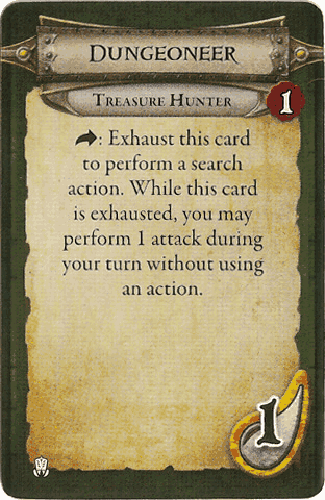 DUNGEONEER
TREASURE HUNTER
1
: Exhaust this card
to perform a search
action. While this card
is exhausted, you may
perform 1 attack during
your turn without using
an action.
1